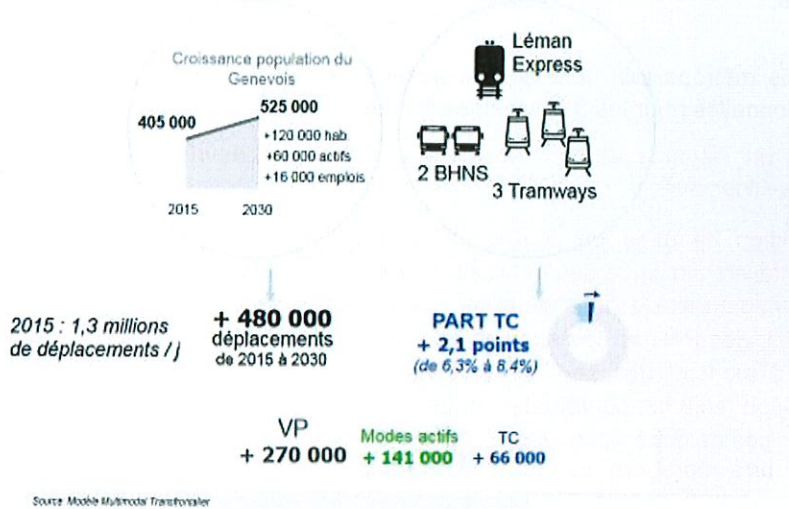 Croissance population du
Genevois
405 000
525 000
+120 000 hab.
+60 000 actifs
+16 000 emplois
2015
2030
Léman
Express
2 BHNS
3 Tramways
2015 : 1,3 millions
de déplacements / j
+ 480 000
déplacements
de 2015 à 2030
PART TC
+ 2,1 points
(de 6,3% à 8,4%)
VP
+ 270 000
Modes actifs
+ 141 000
TC
+ 66 000
Source: Modèle Multimodal Transfrontalier